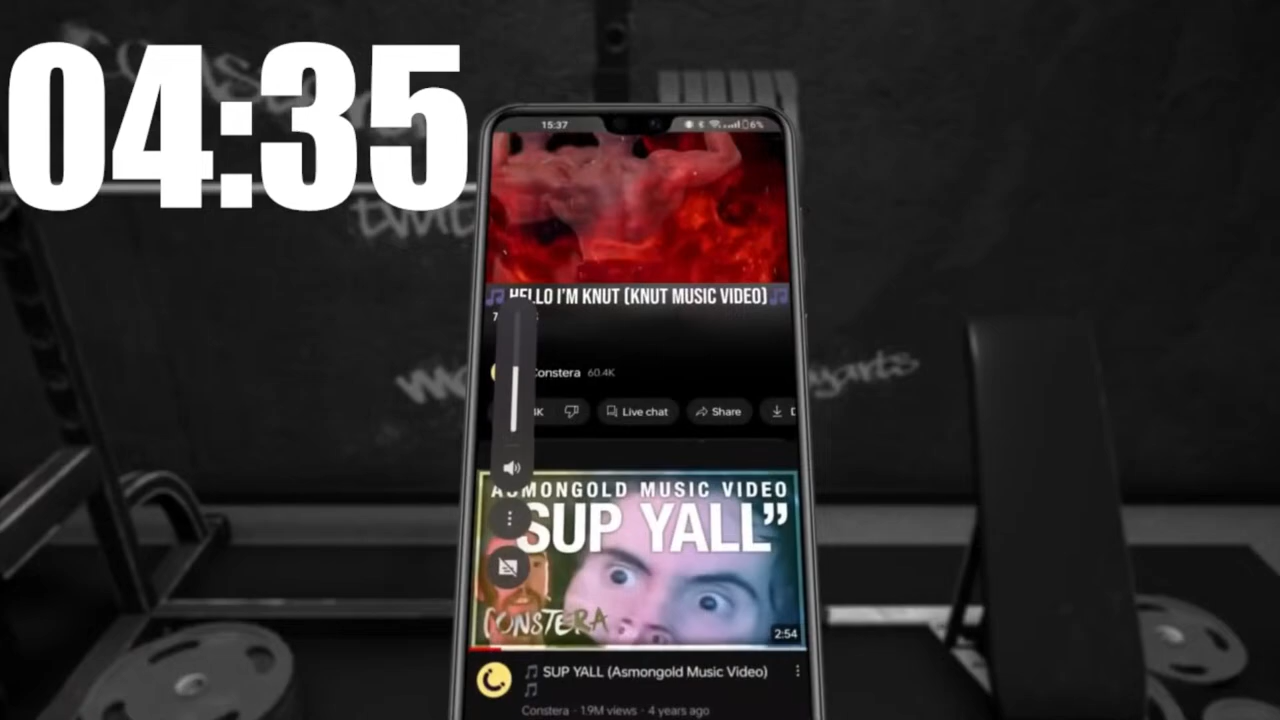 04:35
15:37
6%
HELLO I'M KNUT (KNUT MUSIC VIDEO)
Constera 60.4K
Live chat
Share
ASMONGOLD MUSIC VIDEO
"SUP YALL"
CONSTERA
2:54
SUP YALL (Asmongold Music Video)
Constera · 1.9M views · 4 years ago